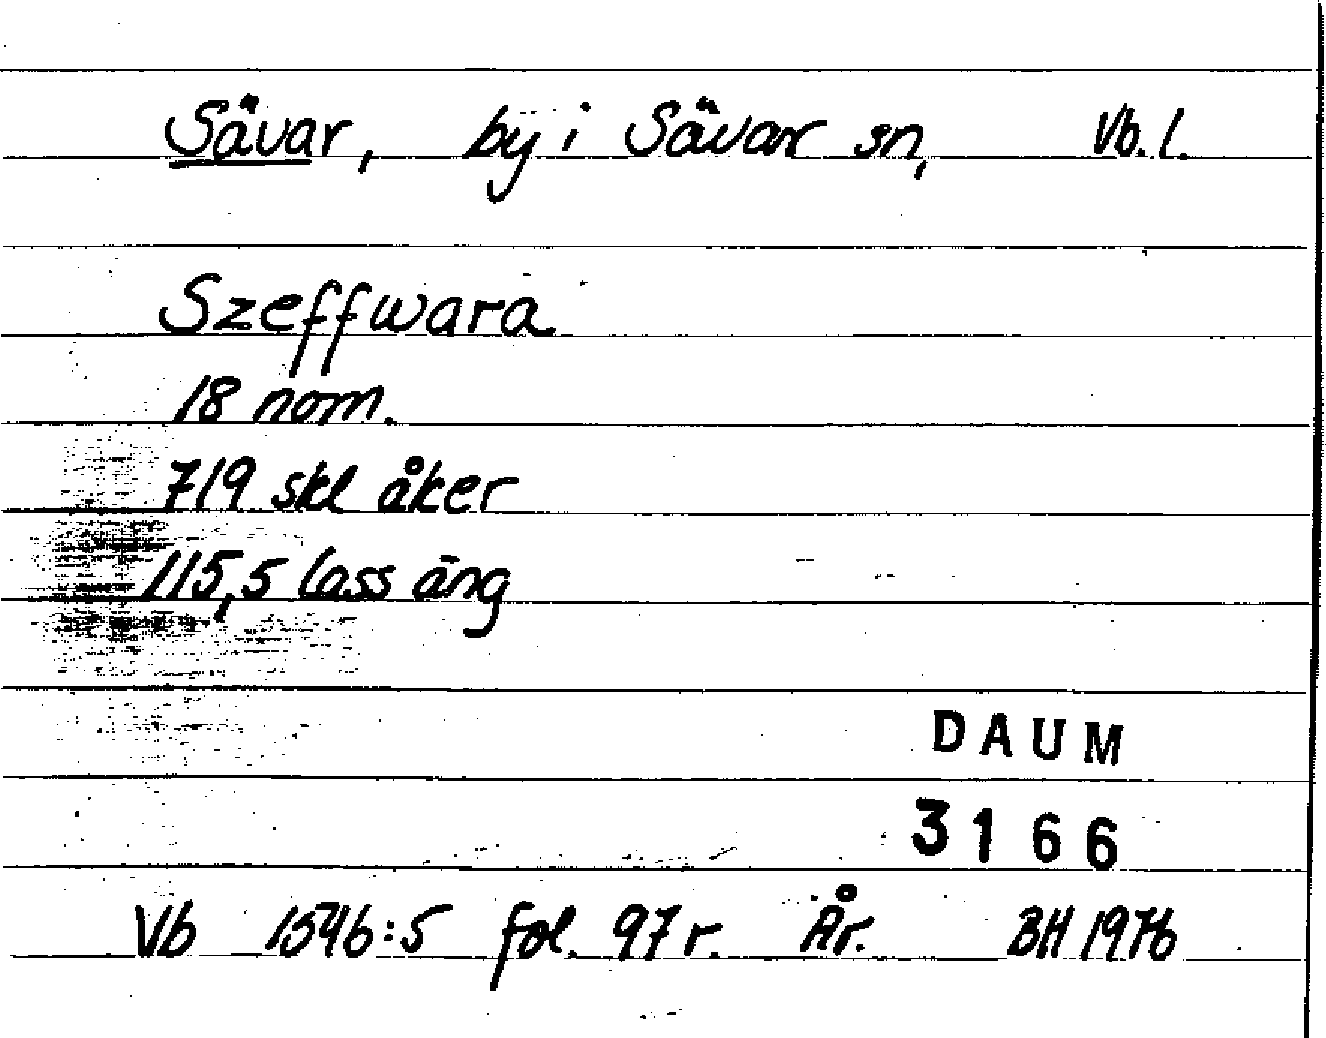 Sävar, by i Sävar sn, Vb. l.
Szeffwara
18 nom.
719 skl åker
115,5 lass äng
DAUM
3166
Vb 1546:5 fol. 97 r. År. BH 1976